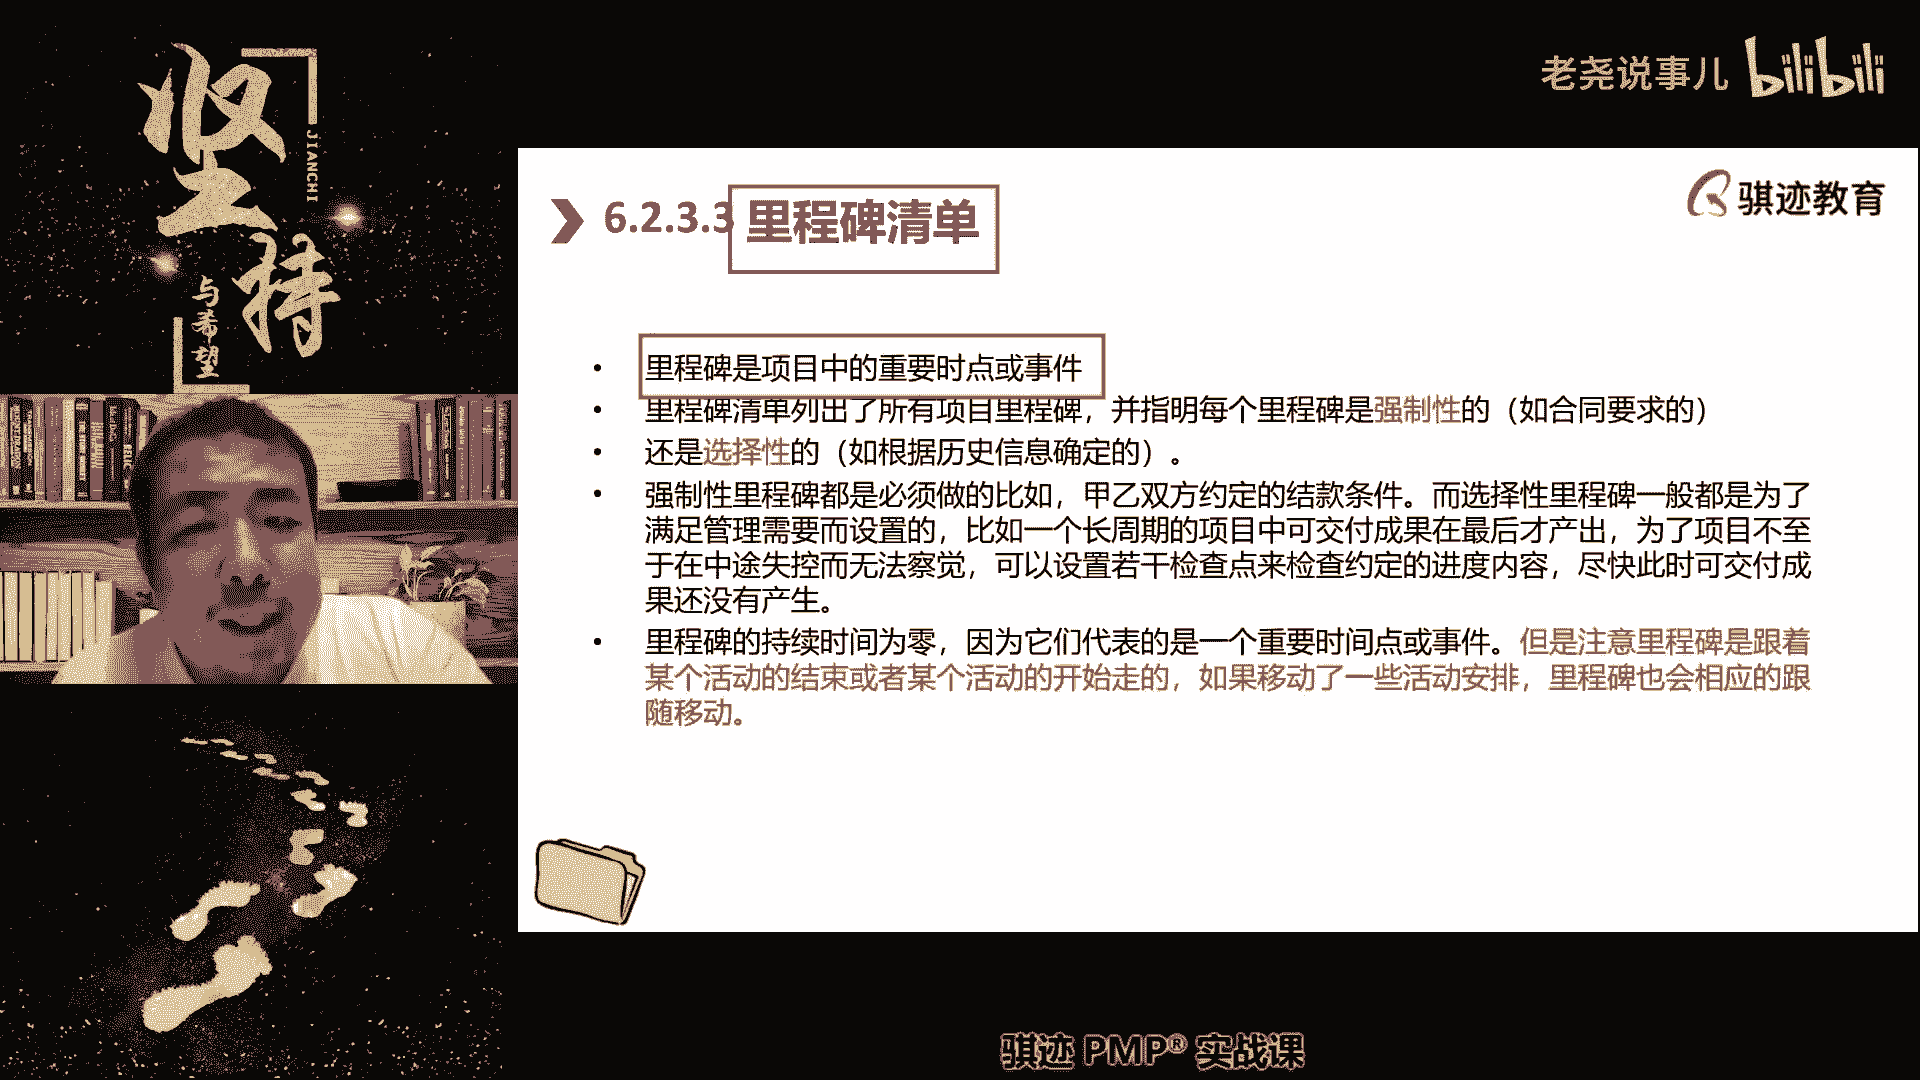 坚持
JIANCHI
与希望
老尧说事儿 bilibili
骐迹教育
6.2.3.3 里程碑清单
• 里程碑是项目中的重要时点或事件
• 里程碑清单列出了所有项目里程碑，并指明每个里程碑是强制性的（如合同要求的）
• 还是选择性的（如根据历史信息确定的）。
• 强制性里程碑都是必须做的比如，甲乙双方约定的结款条件。而选择性里程碑一般都是为了
满足管理需要而设置的，比如一个长周期的项目中可交付成果在最后才产出，为了项目不至
于在中途失控而无法察觉，可以设置若干检查点来检查约定的进度内容，尽快此时可交付成
果还没有产生。
• 里程碑的持续时间为零，因为它们代表的是一个重要时间点或事件。但是注意里程碑是跟着
某个活动的结束或者某个活动的开始走的，如果移动了一些活动安排，里程碑也会相应的跟
随移动。
骐迹 PMP® 实战课